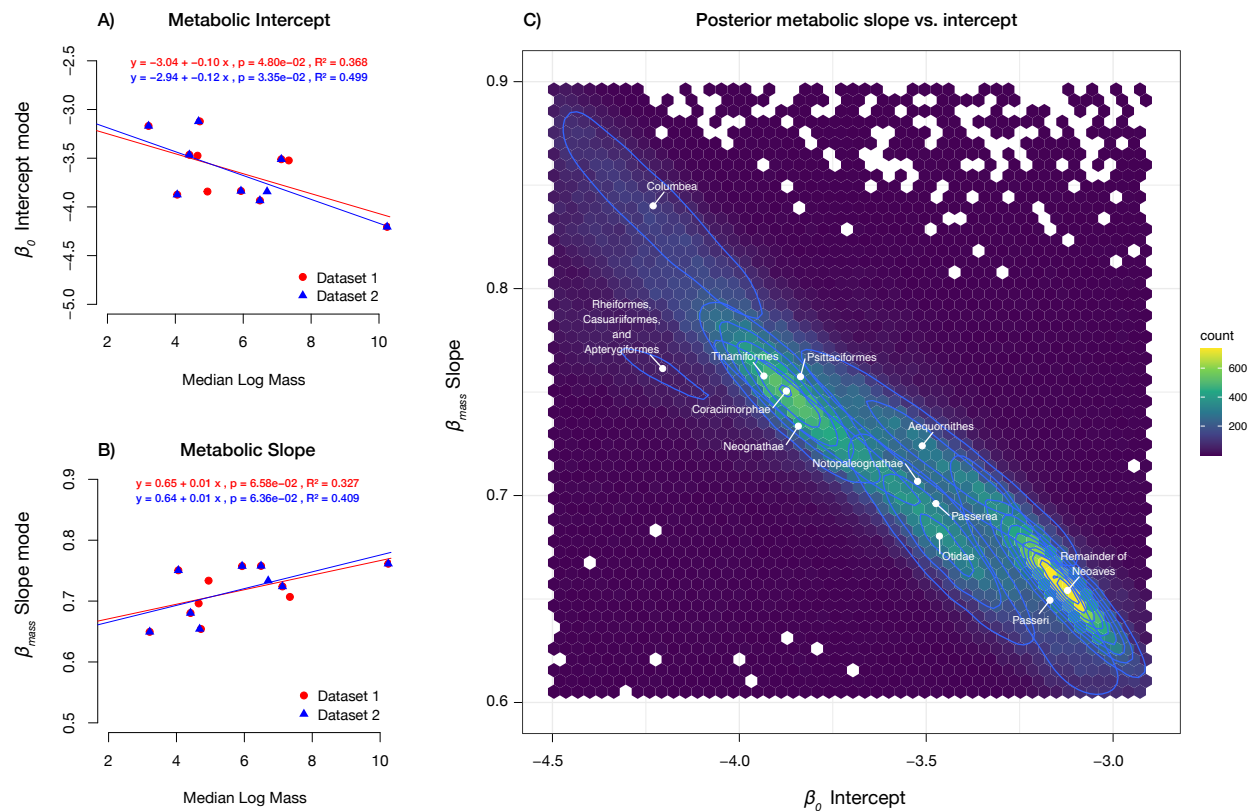 A)
Metabolic Intercept
y = −3.04 + −0.10 x , p = 4.80e−02 , R² = 0.368
y = −2.94 + −0.12 x , p = 3.35e−02 , R² = 0.499
−2.5
−3.0
−3.5
−4.0
−4.5
−5.0
β0 Intercept mode
Dataset 1
Dataset 2
2 4 6 8 10
Median Log Mass
B)
Metabolic Slope
y = 0.65 + 0.01 x , p = 6.58e−02 , R² = 0.327
y = 0.64 + 0.01 x , p = 6.36e−02 , R² = 0.409
0.9
0.8
0.7
0.6
0.5
βmass Slope mode
Dataset 1
Dataset 2
2 4 6 8 10
Median Log Mass
C)
Posterior metabolic slope vs. intercept
0.9
0.8
0.7
0.6
βmass Slope
Columbea
Rheiformes,
Casuariiformes,
and
Apterygiformes
Tinamiformes
Psittaciformes
Coraciimorphae
Neognathae
Aequornithes
Notopaleognathae
Passerea
Otidae
Remainder of
Neoaves
Passeri
−4.5 −4.0 −3.5 −3.0
β0 Intercept
count
600
400
200